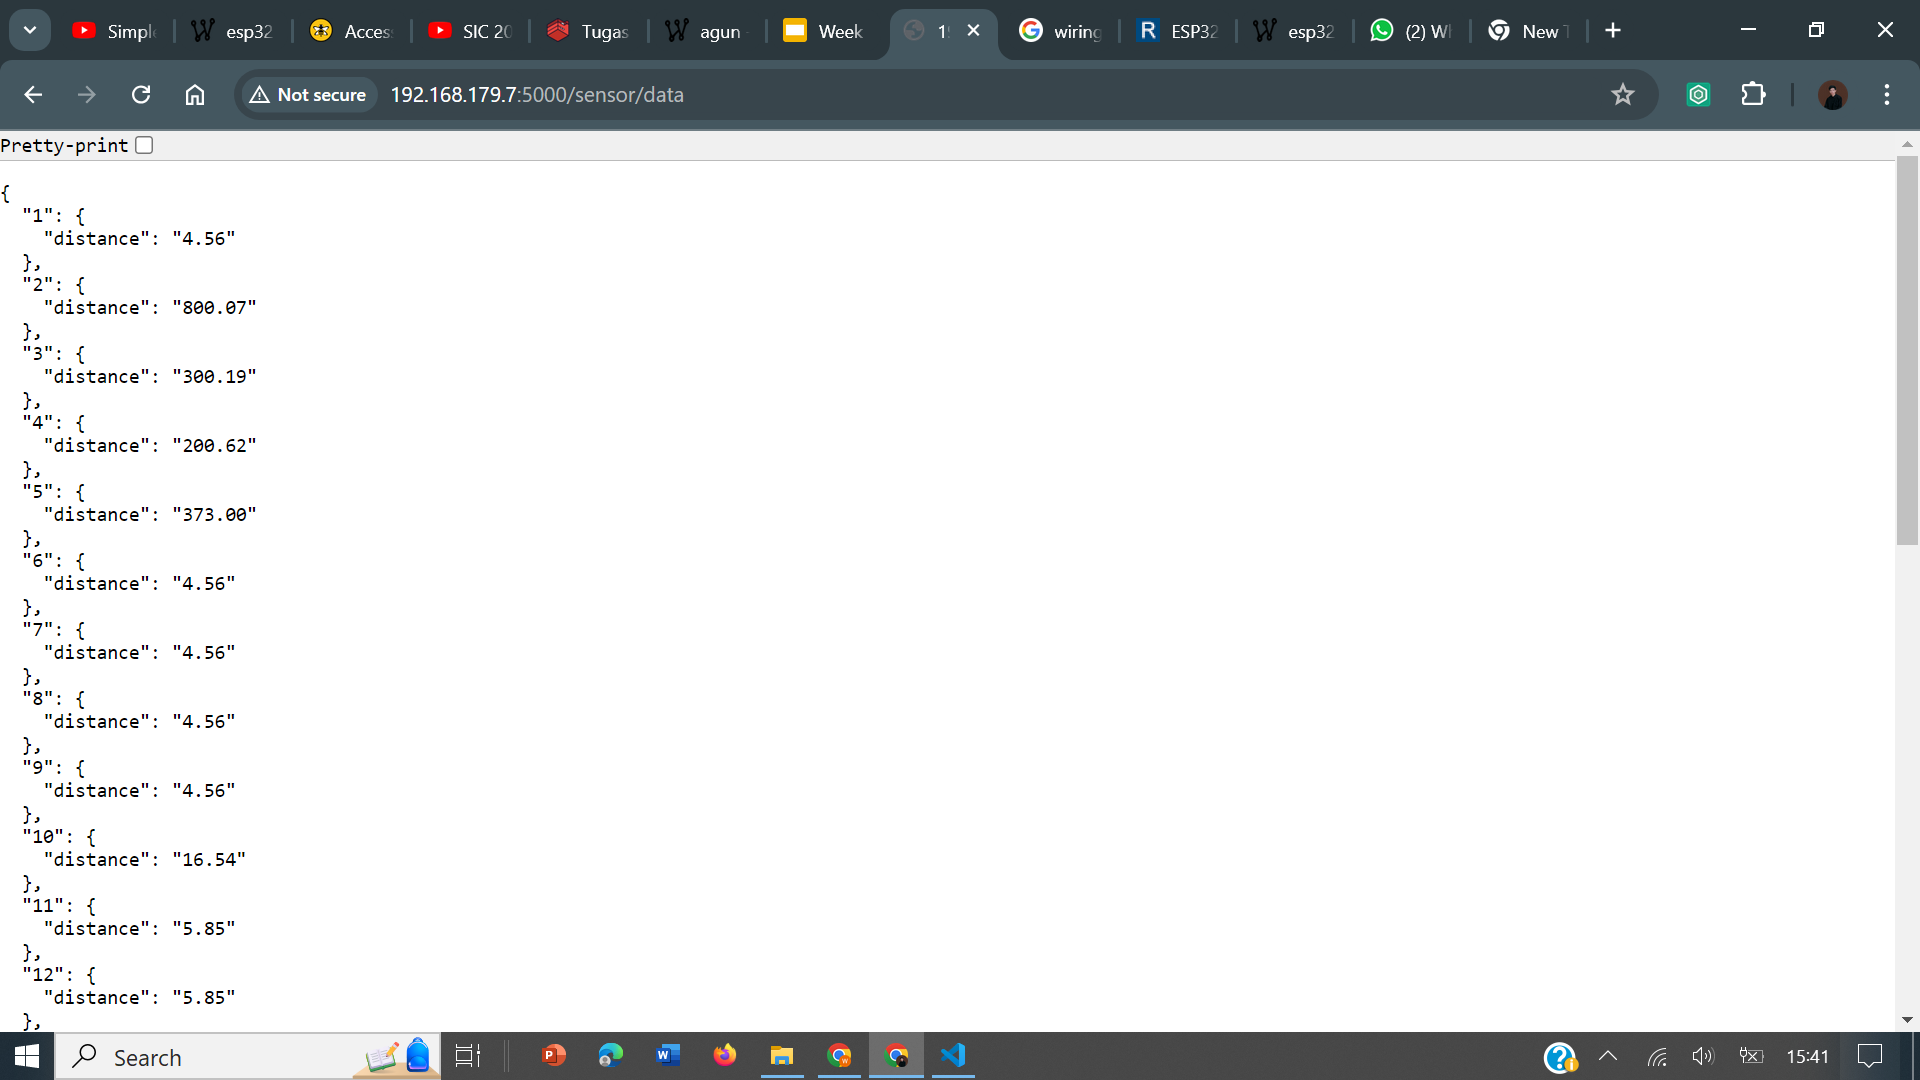 Simple
esp32
Acces
SIC 20
Tugas
agun
Week
wiring
ESP32
esp32
(2) W
New
Not secure
192.168.179.7:5000/sensor/data
Pretty-print
{
"1": {
"distance": "4.56"
},
"2": {
"distance": "800.07"
},
"3": {
"distance": "300.19"
},
"4": {
"distance": "200.62"
},
"5": {
"distance": "373.00"
},
"6": {
"distance": "4.56"
},
"7": {
"distance": "4.56"
},
"8": {
"distance": "4.56"
},
"9": {
"distance": "4.56"
},
"10": {
"distance": "16.54"
},
"11": {
"distance": "5.85"
},
"12": {
"distance": "5.85"
},
Search
15:41